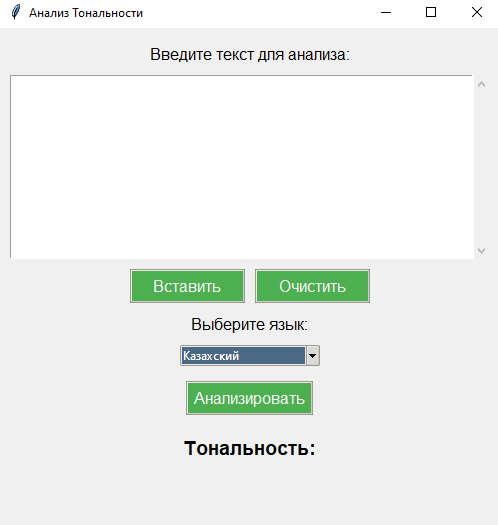 Анализ Тональности
Введите текст для анализа:
Вставить Очистить
Выберите язык:
Казахский
Анализировать
Тональность: